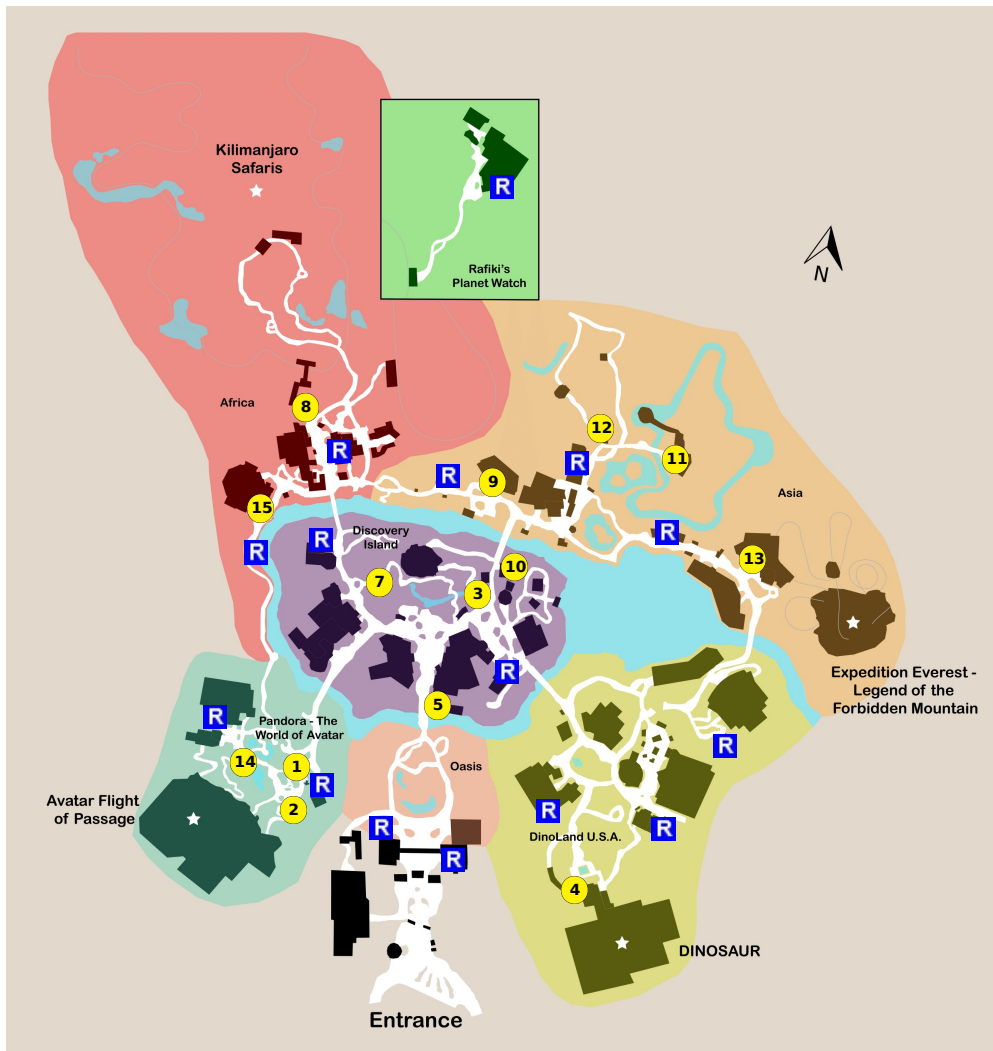 Kilimanjaro
Safaris
R
Rafiki's
Planet Watch
N
Africa
8
R
12
11
R
R
9
Asia
15
R
Discovery
Island
R
R
13
10
7
3
Expedition Everest -
Legend of the
Forbidden Mountain
R
5
R
Pandora - The
World of Avatar
R
14
1
Oasis
R
2
Avatar Flight
of Passage
R
R
R
DinoLand U.S.A.
R
4
DINOSAUR
Entrance